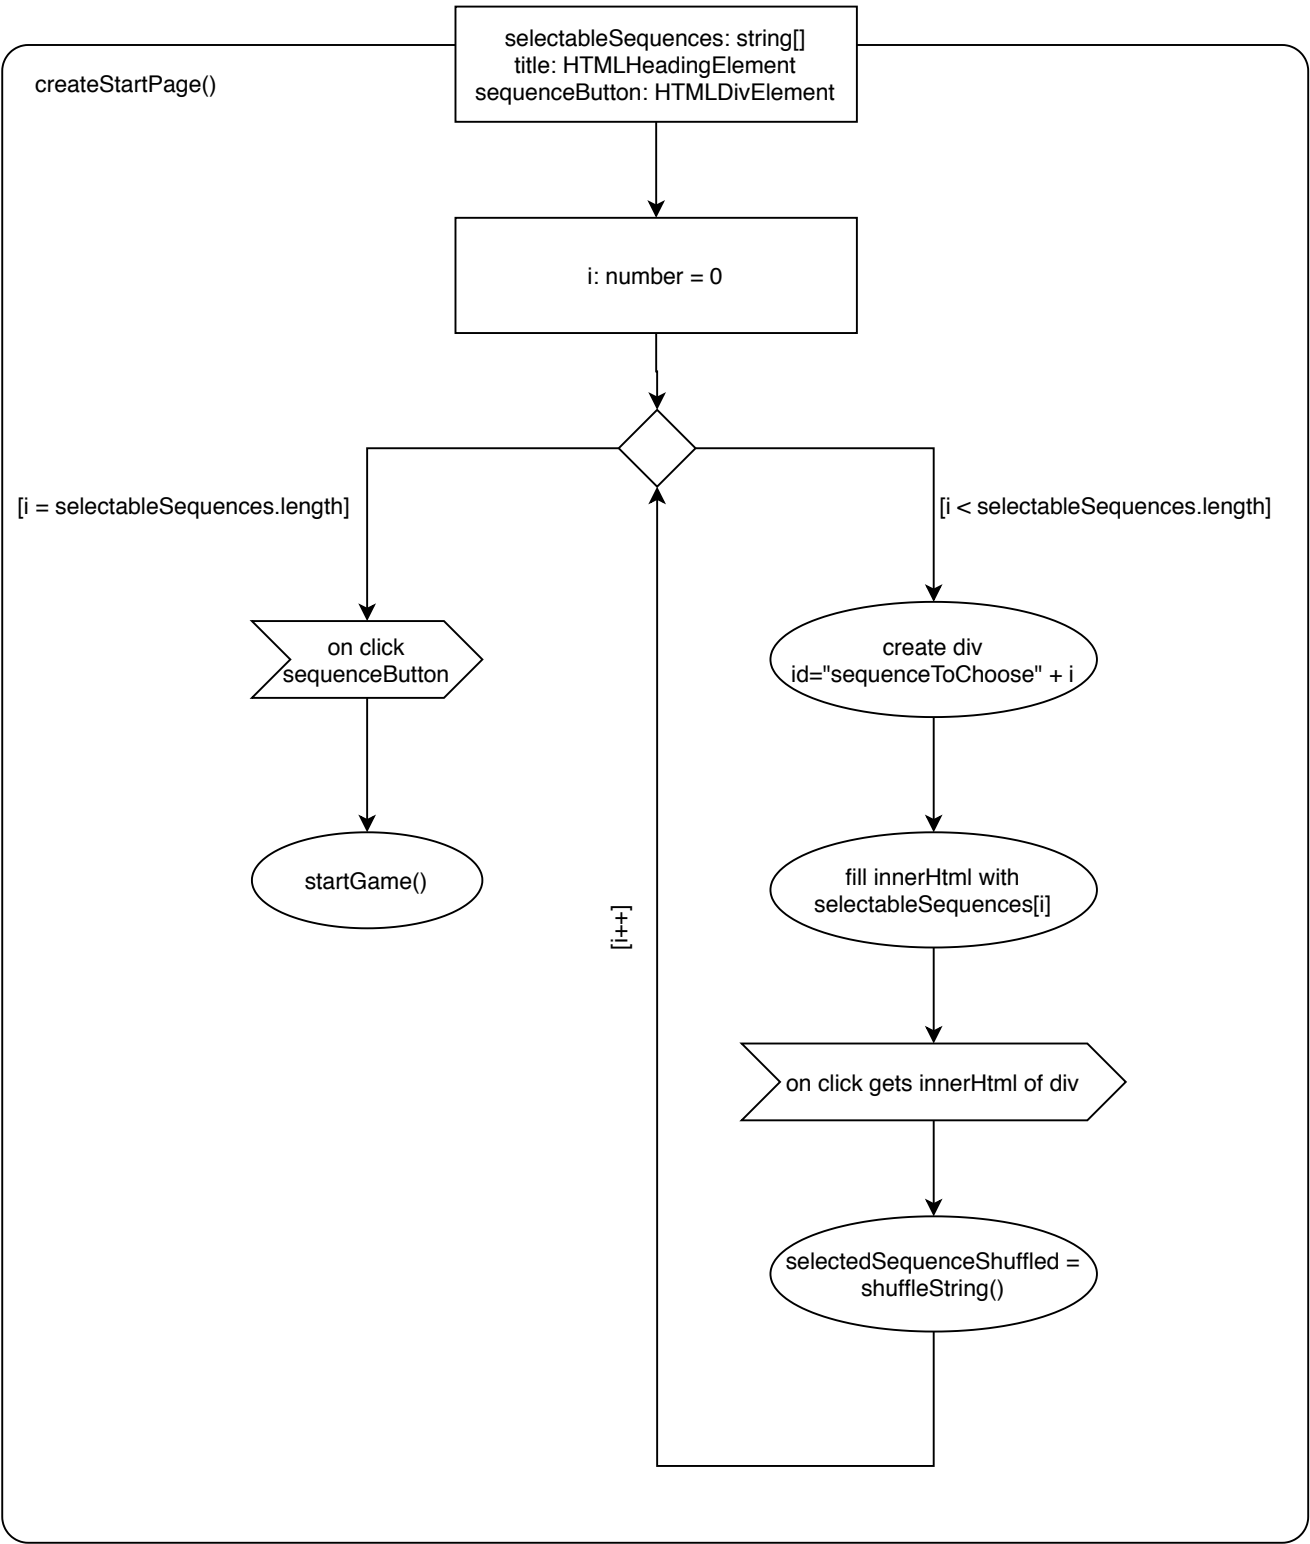 selectableSequences: string[]
title: HTMLHeadingElement
sequenceButton: HTMLDivElement
createStartPage()
i: number = 0
[i = selectableSequences.length]
[i < selectableSequences.length]
on click
sequenceButton
create div
id="sequenceToChoose" + i
startGame()
fill innerHtml with
selectableSequences[i]
[i++]
on click gets innerHtml of div
selectedSequenceShuffled =
shuffleString()